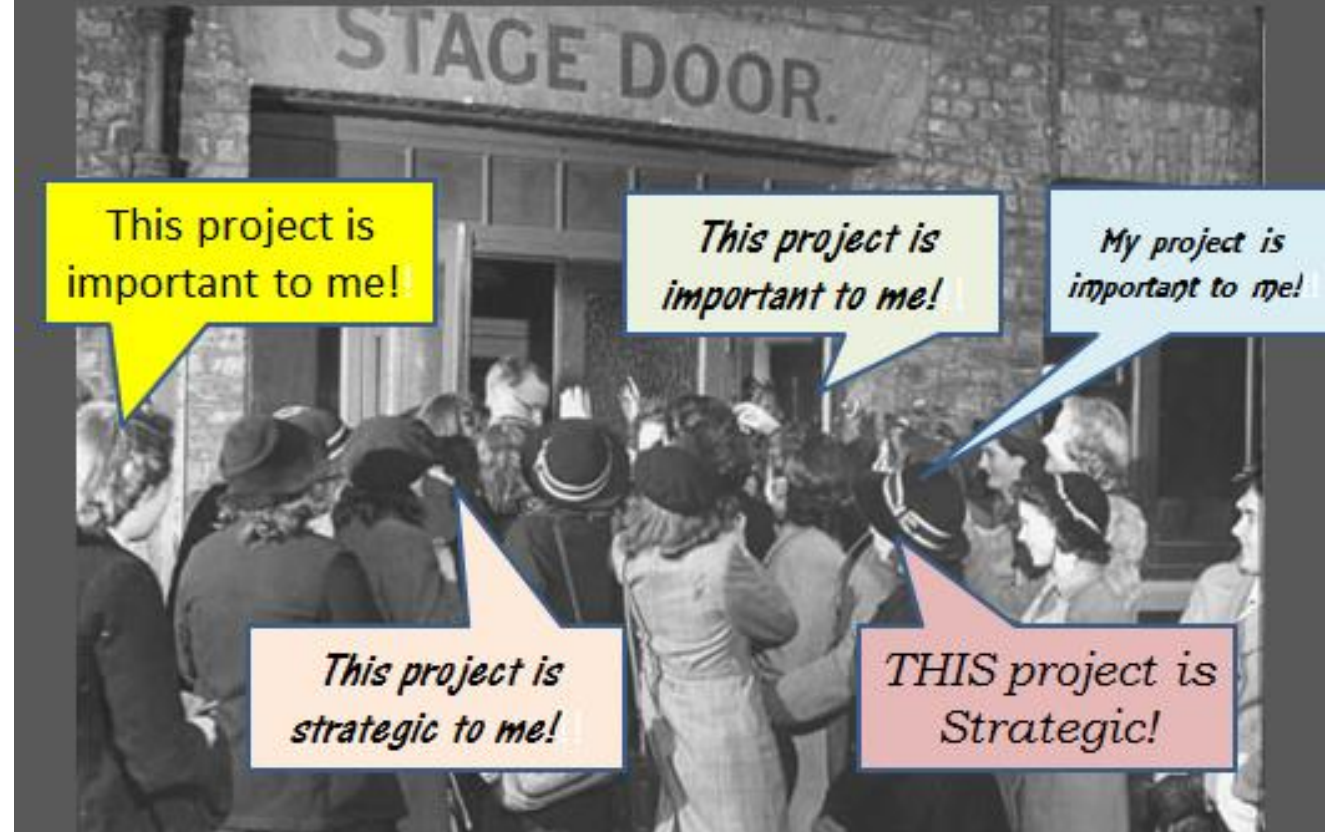 STAGE DOOR.
This project is
important to me!
This project is
important to me!
My project is
important to me!
This project is
strategic to me!
THIS project is
Strategic!